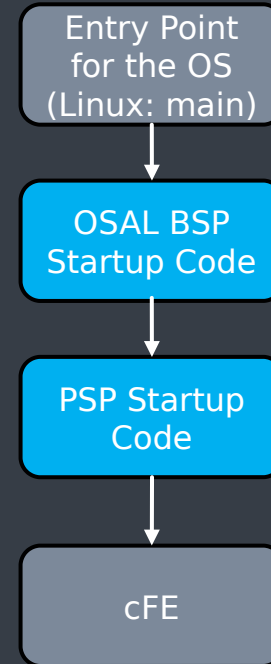 Entry Point
for the OS
(Linux: main)
OSAL BSP
Startup Code
PSP Startup
Code
cFE